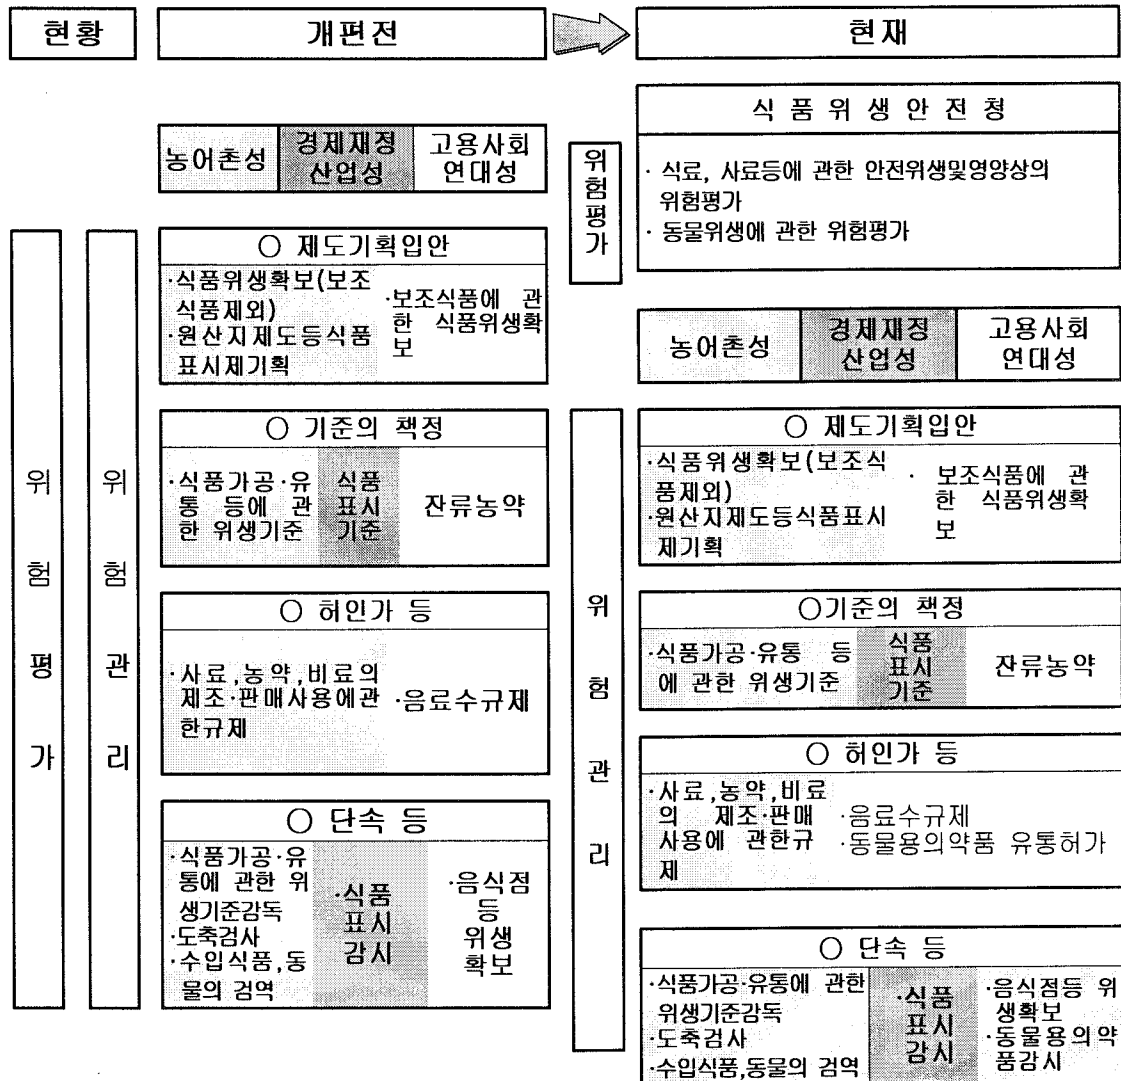 현황
개편전
현재
농어촌성
경제재정
산업성
고용사회
연대성
위험평가
위험관리
○ 제도기획입안
·식품위생확보(보조
식품제외)
·원산지제도등식품
표시제기획
·보조식품에 관
한 식품위생확
보
○ 기준의 책정
·식품가공·유
통 등에 관
한 위생기준
식품
표시
기준
잔류농약
○ 허인가 등
·사료,농약,비료의
제조·판매사용에관
한규제
·음료수규제
○ 단속 등
·식품가공·유
통에 관한 위
생기준감독
·도축검사
·수입식품,동
물의 검역
·식품
표시
감시
·음식점
등
위생
확보
위험평가
식 품 위 생 안 전 청
· 식료, 사료등에 관한 안전위생및영양상의
위험평가
· 동물위생에 관한 위험평가
농어촌성
경제재정
산업성
고용사회
연대성
위험관리
○ 제도기획입안
·식품위생확보(보조식
품제외)
·원산지제도등식품표시
제기획
· 보조식품에 관
한 식품위생확
보
○기준의 책정
·식품가공·유통 등
에 관한 위생기준
식품
표시
기준
잔류농약
○ 허인가 등
·사료,농약,비료
의 제조·판매
사용에 관한규
제
·음료수규제
·동물용의약품 유통허가
○ 단속 등
·식품가공·유통에 관한
위생기준감독
·도축검사
·수입식품,동물의 검역
·식품
표시
감시
·음식점등 위
생확보
·동물용의약
품감시